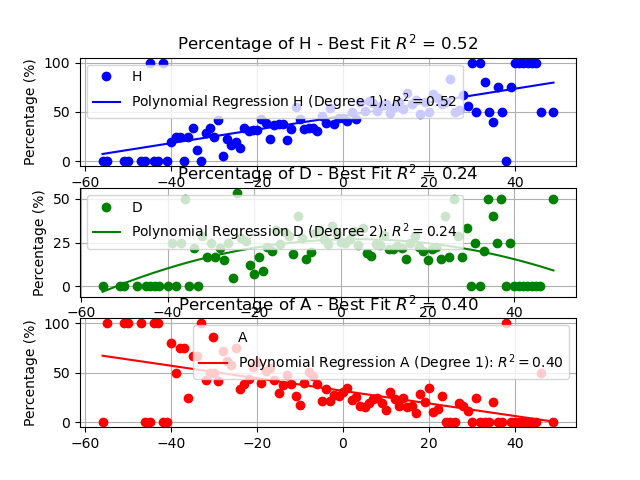 Percentage of H - Best Fit R² = 0.52
Percentage (%)
100
50
0
H
Polynomial Regression H (Degree 1): R² = 0.52
−60 −40 −20 0 20 40
Percentage of D - Best Fit R² = 0.24
Percentage (%)
50
25
0
D
Polynomial Regression D (Degree 2): R² = 0.24
−60 −40 −20 0 20 40
Percentage of A - Best Fit R² = 0.40
Percentage (%)
100
50
0
A
Polynomial Regression A (Degree 1): R² = 0.40
−60 −40 −20 0 20 40